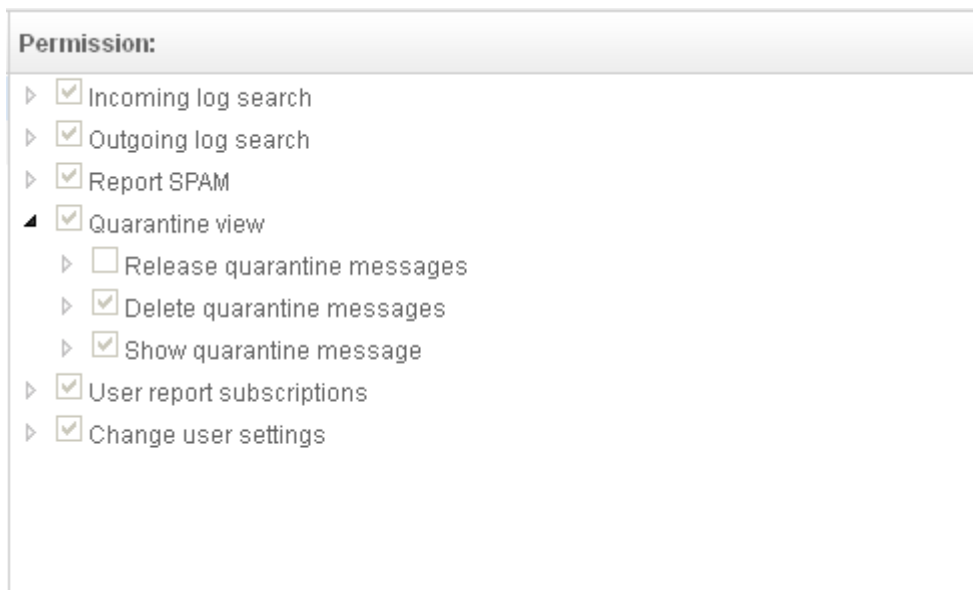 Permission:
Incoming log search
Outgoing log search
Report SPAM
Quarantine view
Release quarantine messages
Delete quarantine messages
Show quarantine message
User report subscriptions
Change user settings